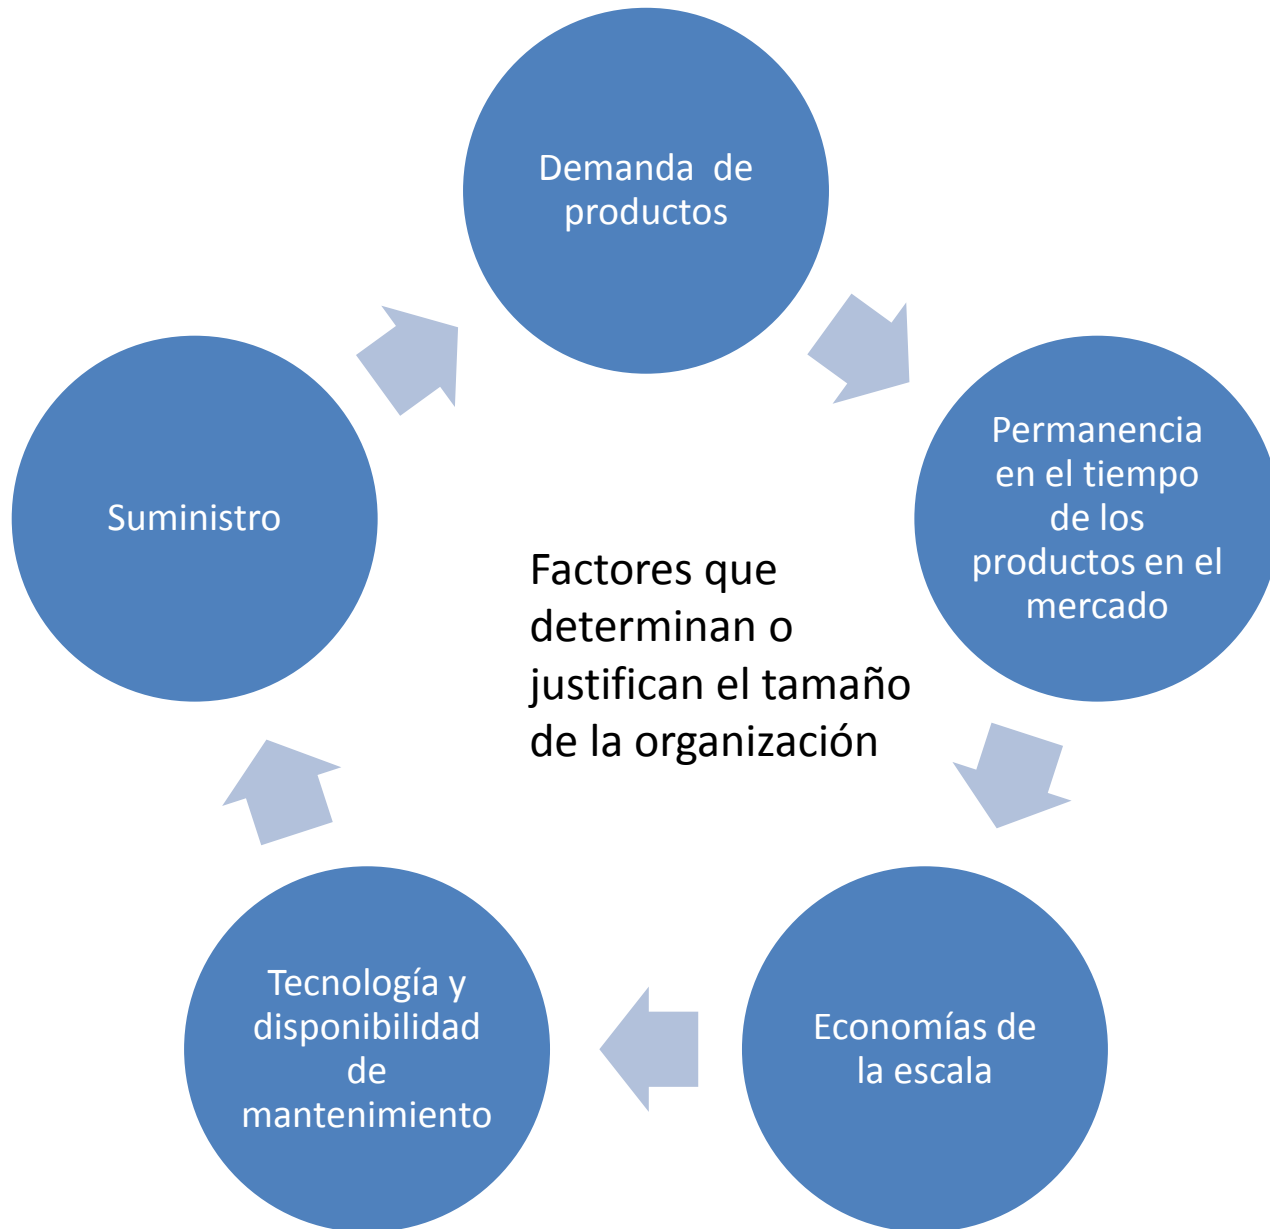 Demanda de
productos
Permanencia
en el tiempo
de los
productos en el
mercado
Economías de
la escala
Tecnología y
disponibilidad
de
mantenimiento
Suministro
Factores que
determinan o
justifican el tamaño
de la organización